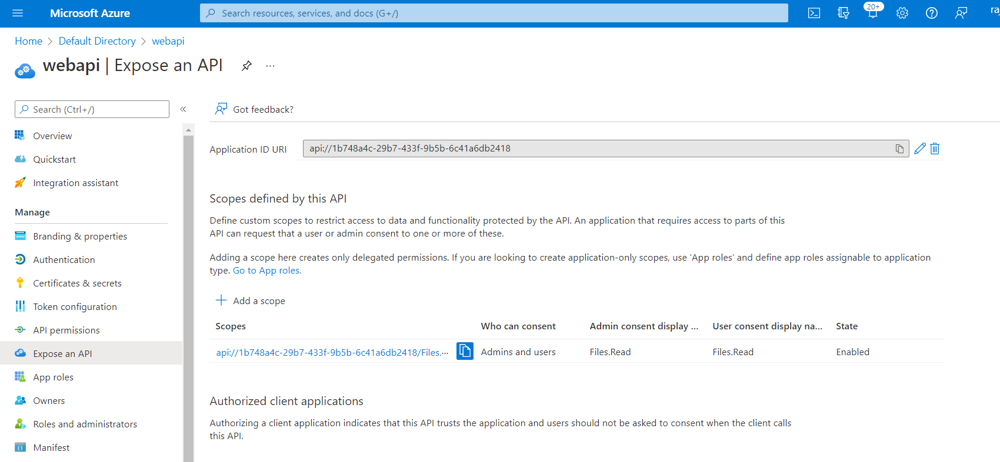 Microsoft Azure
Search resources, services, and docs (G+/)
20+
Home > Default Directory > webapi
webapi | Expose an API
...
Search (Ctrl+/)
«
Got feedback?
Overview
Quickstart
Integration assistant
Manage
Branding & properties
Authentication
Certificates & secrets
Token configuration
API permissions
Expose an API
App roles
Owners
Roles and administrators
Manifest
Application ID URI
api://1b748a4c-29b7-433f-9b5b-6c41a6db2418
Scopes defined by this API
Define custom scopes to restrict access to data and functionality protected by the API. An application that requires access to parts of this
API can request that a user or admin consent to one or more of these.
Adding a scope here creates only delegated permissions. If you are looking to create application-only scopes, use 'App roles' and define app roles assignable to application
type. Go to App roles.
Add a scope
Scopes Who can consent Admin consent display ... User consent display na... State
api://1b748a4c-29b7-433f-9b5b-6c41a6db2418/Files.... Admins and users Files.Read Files.Read Enabled
Authorized client applications
Authorizing a client application indicates that this API trusts the application and users should not be asked to consent when the client calls
this API.